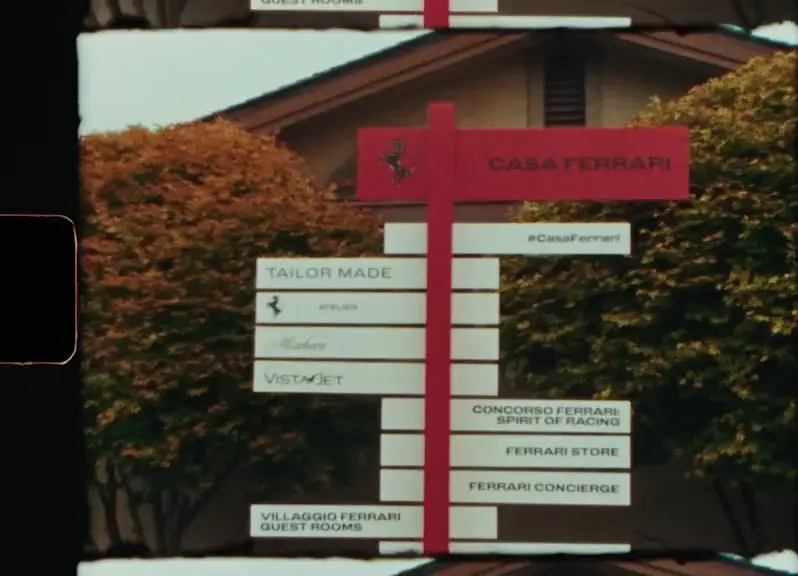 GUEST ROOMS
CASA FERRARI
#CasaFerrari
TAILOR MADE
ATELIER
VISTAJET
CONCORSO FERRARI:
SPIRIT OF RACING
FERRARI STORE
FERRARI CONCIERGE
VILLAGGIO FERRARI
GUEST ROOMS